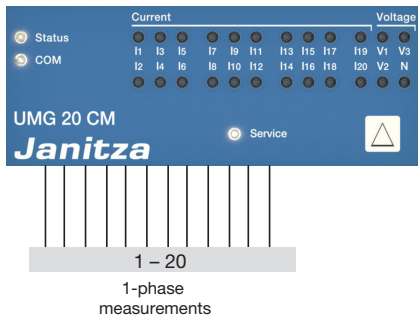 Current Voltage
Status
COM
I1 I3 I5 I7 I9 I11 I13 I15 I17 I19 V1 V3
I2 I4 I6 I8 I10 I12 I14 I16 I18 I20 V2 N
UMG 20 CM
Service
Janitza
1 – 20
1-phase
measurements